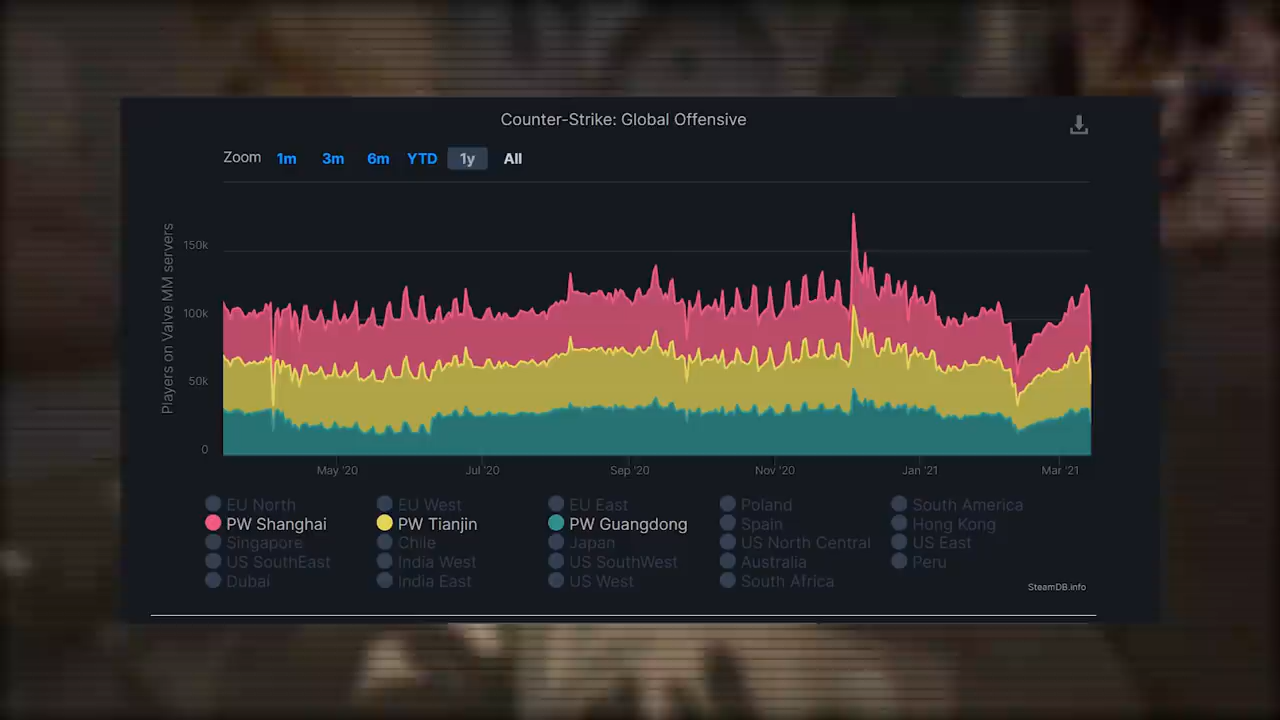 Counter-Strike: Global Offensive
Zoom 1m 3m 6m YTD 1y All
Players on Valve MM servers
150k
100k
50k
0
May '20 Jul '20 Sep '20 Nov '20 Jan '21 Mar '21
EU North EU West EU East Poland South America
PW Shanghai PW Tianjin PW Guangdong Spain Hong Kong
Singapore Chile Japan US North Central US East
US SouthEast India West US SouthWest Australia Peru
Dubai India East US West South Africa
SteamDB.info